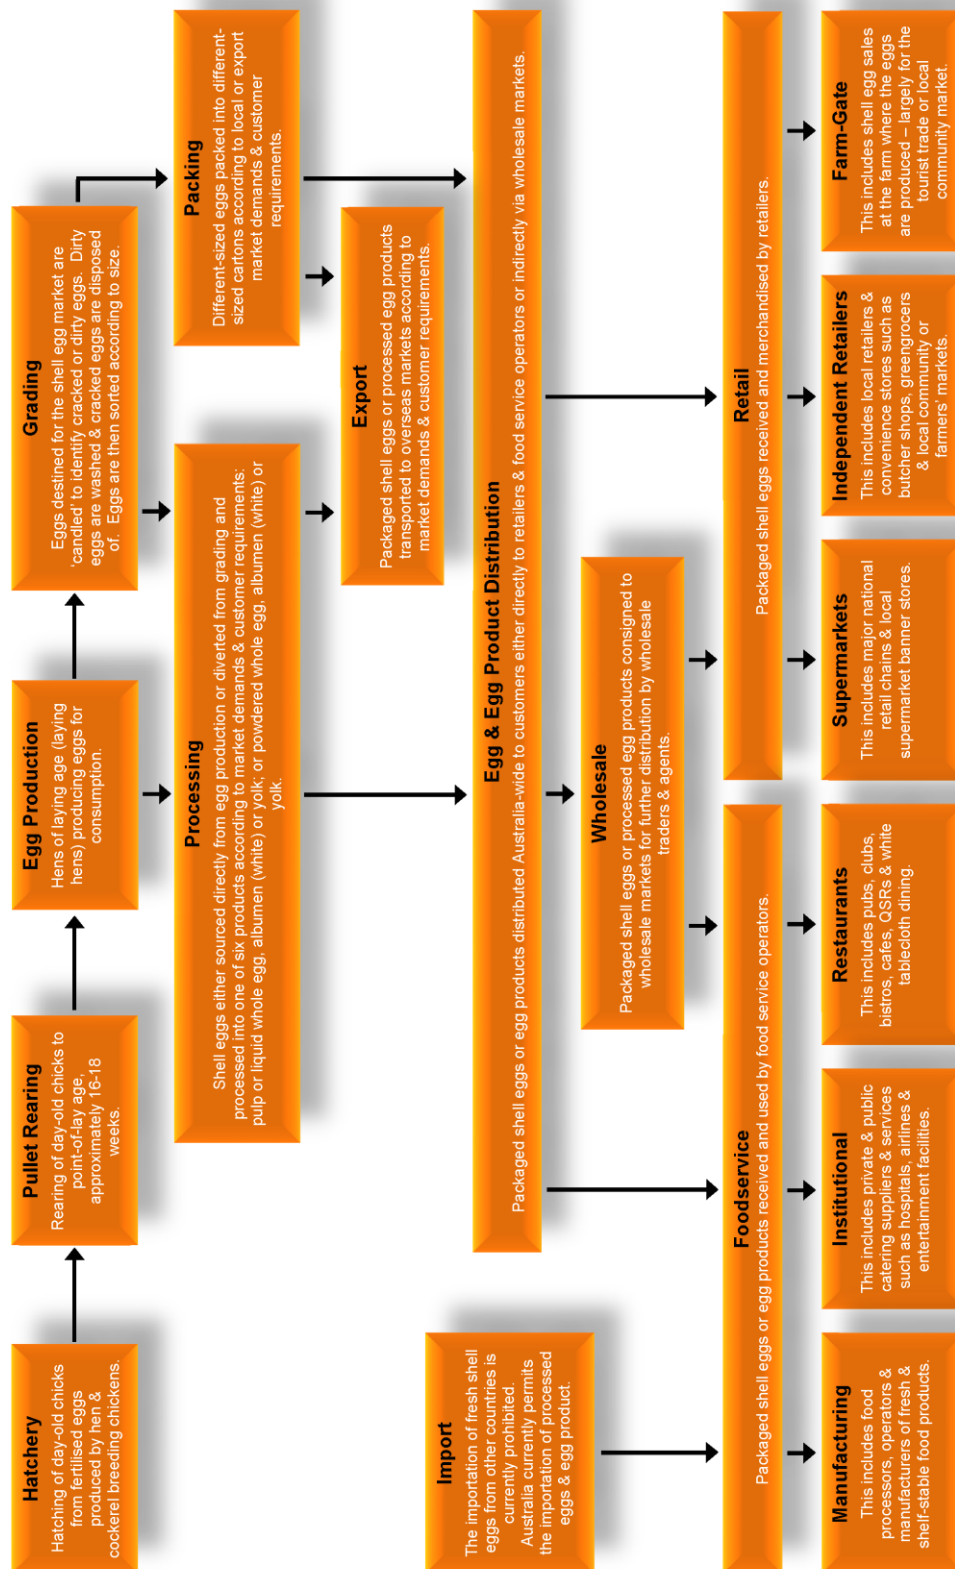 Hatchery
Hatching of day-old chicks
from fertilised eggs
produced by hen &
cockerel breeding chickens.
Pullet Rearing
Rearing of day-old chicks to
point-of-lay age,
approximately 16-18
weeks.
Egg Production
Hens of laying age (laying
hens) producing eggs for
consumption.
Grading
Eggs destined for the shell egg market are
‘candled’ to identify cracked or dirty eggs. Dirty
eggs are washed & cracked eggs are disposed
of. Eggs are then sorted according to size.
Processing
Shell eggs either sourced directly from egg production or diverted from grading and
processed into one of six products according to market demands & customer requirements:
pulp or liquid whole egg, albumen (white) or yolk; or powdered whole egg, albumen (white) or
yolk.
Packing
Different-sized eggs packed into different-
sized cartons according to local or export
market demands & customer
requirements.
Export
Packaged shell eggs or processed egg products
transported to overseas markets according to
market demands & customer requirements.
Import
The importation of fresh shell
eggs from other countries is
currently prohibited.
Australia currently permits
the importation of processed
eggs & egg product.
Egg & Egg Product Distribution
Packaged shell eggs or egg products distributed Australia-wide to customers either directly to retailers & food service operators or indirectly via wholesale markets.
Wholesale
Packaged shell eggs or processed egg products consigned to
wholesale markets for further distribution by wholesale
traders & agents.
Foodservice
Packaged shell eggs or egg products received and used by food service operators.
Retail
Packaged shell eggs received and merchandised by retailers.
Manufacturing
This includes food
processors, operators &
manufacturers of fresh &
shelf-stable food products.
Institutional
This includes private & public
catering suppliers & services
such as hospitals, airlines &
entertainment facilities.
Restaurants
This includes pubs, clubs,
bistros, cafes, QSRs & white
tablecloth dining.
Supermarkets
This includes major national
retail chains & local
supermarket banner stores.
Independent Retailers
This includes local retailers &
convenience stores such as
butcher shops, greengrocers
& local community or
farmers’ markets.
Farm-Gate
This includes shell egg sales
at the farm where the eggs
are produced – largely for the
tourist trade or local
community market.